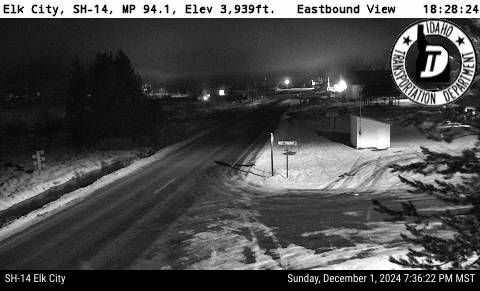 Elk City, SH-14, MP 94.1, Elev 3,939ft. Eastbound View 18:28:24
IDAHO
TRANSPORTATION DEPARTMENT
SH-14 Elk City Sunday, December 1, 2024 7:36:22 PM MST